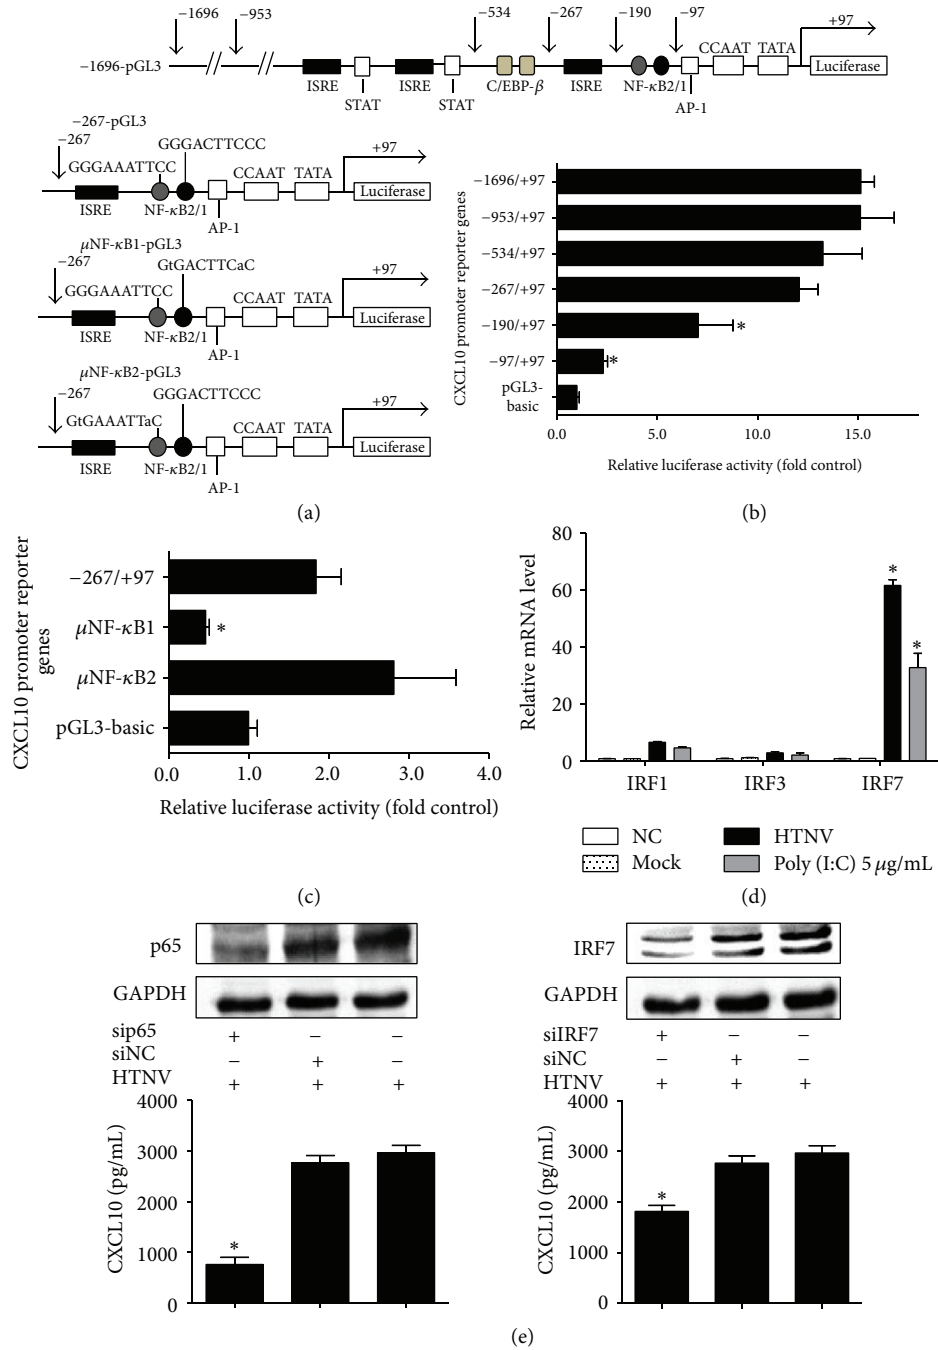 −1696
−953
−534
−267
−190
−97
+97
CCAAT TATA
−1696-pGL3
Luciferase
ISRE
ISRE
C/EBP-β
ISRE
NF-κB2/1
STAT
STAT
AP-1
−267-pGL3
−267
GGGACTTCCC
GGGAAATTCC
+97
CCAAT TATA
Luciferase
ISRE
NF-κB2/1
AP-1
μNF-κB1-pGL3
−267
GtGACTTCaC
GGGAAATTCC
+97
CCAAT TATA
Luciferase
ISRE
NF-κB2/1
AP-1
μNF-κB2-pGL3
−267
GGGACTTCCC
GtGAAATTaC
+97
CCAAT TATA
Luciferase
ISRE
NF-κB2/1
AP-1
(a)
CXCL10 promoter reporter genes
−1696/+97
−953/+97
−534/+97
−267/+97
−190/+97
*
−97/+97
*
pGL3-
basic
0.0 5.0 10.0 15.0
Relative luciferase activity (fold control)
(b)
CXCL10 promoter reporter
genes
−267/+97
μNF-κB1
*
μNF-κB2
pGL3-basic
0.0 1.0 2.0 3.0 4.0
Relative luciferase activity (fold control)
(c)
Relative mRNA level
80
60
40
20
0
*
*
IRF1 IRF3 IRF7
NC
HTNV
Mock
Poly (I:C) 5 μg/mL
(d)
p65
GAPDH
sip65 + − −
siNC − + −
HTNV + + +
CXCL10 (pg/mL)
4000
3000
2000
1000
0
*
IRF7
GAPDH
siIRF7 + − −
siNC − + −
HTNV + + +
CXCL10 (pg/mL)
4000
3000
2000
1000
0
*
(e)